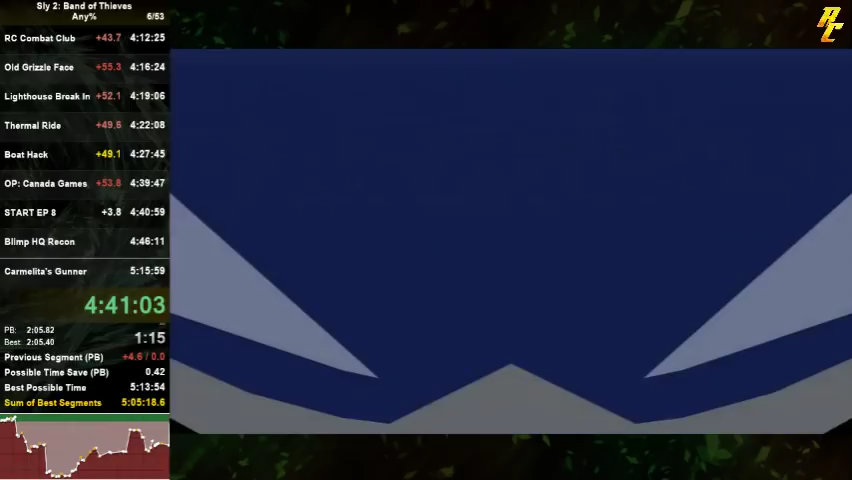 Sly 2: Band of Thieves
Any% 6/53
RC Combat Club +43.7 4:12:25
Old Grizzle Face +55.3 4:16:24
Lighthouse Break In +52.1 4:19:06
Thermal Ride +49.6 4:22:08
Boat Hack +49.1 4:27:45
OP: Canada Games +53.8 4:39:47
START EP 8 +3.8 4:40:59
Blimp HQ Recon 4:46:11
Carmelita's Gunner 5:15:59
4:41:03
PB: 2:05.82
Best: 2:05.40
1:15
Previous Segment (PB) +4.6 / 0.0
Possible Time Save (PB) 0.42
Best Possible Time 5:13:54
Sum of Best Segments 5:05:18.6